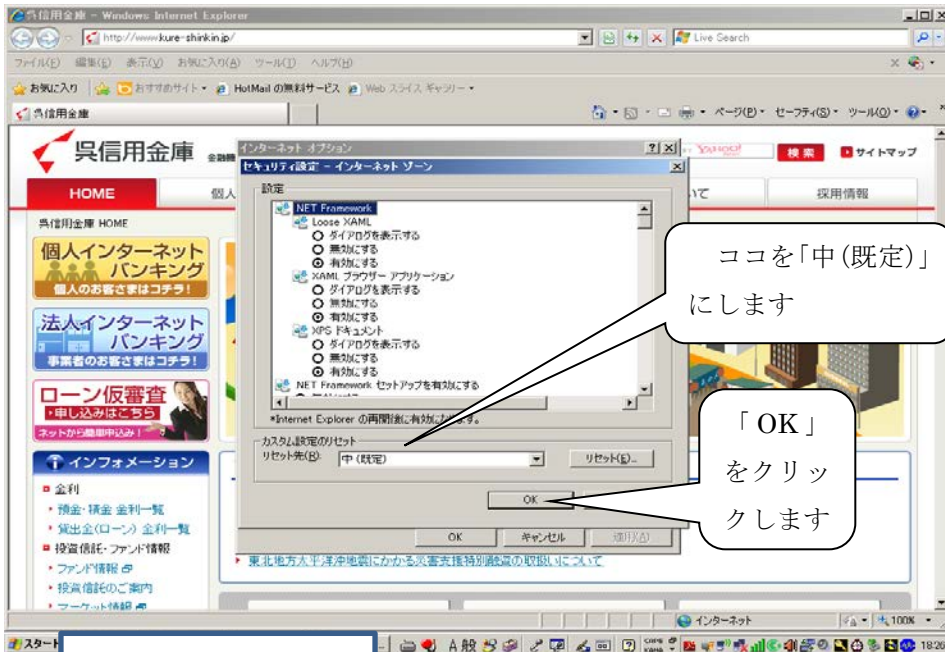 呉信用金庫 - Windows Internet Explorer
http://www.kure-shinkin.jp/
Live Search
ファイル(F) 編集(E) 表示(V) お気に入り(A) ツール(T) ヘルプ(H)
お気に入り おすすめサイト HotMail の無料サービス Web スライス ギャラリー
呉信用金庫
ページ(P) セーフティ(S) ツール(O)
呉信用金庫
検索
サイトマップ
HOME
採用情報
呉信用金庫 HOME
個人インターネット
バンキング
個人のお客さまはコチラ!
法人インターネット
バンキング
事業者のお客さまはコチラ!
ローン仮審査
申し込みはこちら
ネットから簡単申込み!
インフォメーション
金利
預金・積金 金利一覧
貸出金(ローン) 金利一覧
投資信託・ファンド情報
ファンド情報
投資信託のご案内
マーケット情報
インターネット オプション
セキュリティ設定 - インターネット ゾーン
設定
NET Framework
Loose XAML
ダイアログを表示する
無効にする
有効にする
XAML ブラウザー アプリケーション
ダイアログを表示する
無効にする
有効にする
XPS ドキュメント
ダイアログを表示する
無効にする
有効にする
NET Framework セットアップを有効にする
*Internet Explorer の再開後に有効になります。
カスタム設定のリセット
リセット先(R): 中 (既定) リセット(E)...
OK
OK キャンセル 適用(A)
東北地方太平洋沖地震にかかる災害支援特別融資の取扱いについて
ココを「中(既定)」
にします
「OK」
をクリッ
クします
インターネット 100%
スタート
A 般
18:26